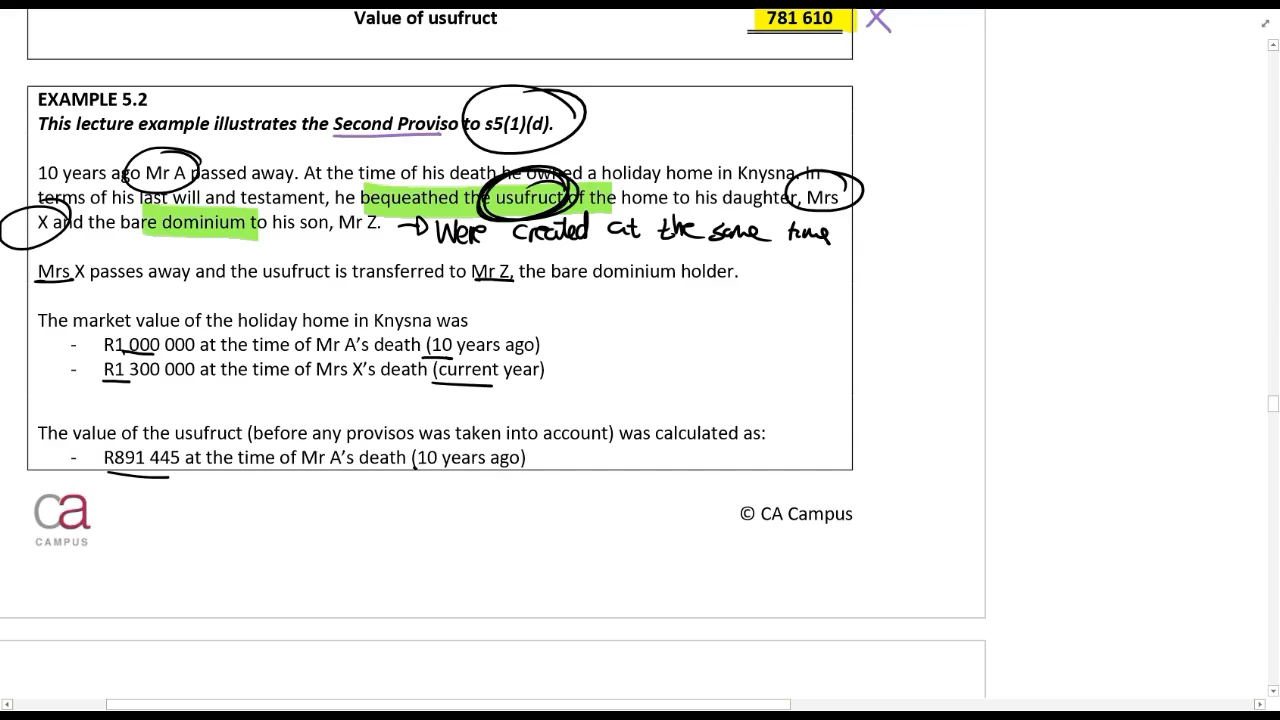 Value of usufruct 781 610
EXAMPLE 5.2
This lecture example illustrates the Second Proviso to s5(1)(d).
10 years ago Mr A passed away. At the time of his death he owned a holiday home in Knysna. In
terms of his last will and testament, he bequeathed the usufruct of the home to his daughter, Mrs
X and the bare dominium to his son, Mr Z. → Were created at the same time
Mrs X passes away and the usufruct is transferred to Mr Z, the bare dominium holder.
The market value of the holiday home in Knysna was
- R1 000 000 at the time of Mr A’s death (10 years ago)
- R1 300 000 at the time of Mrs X’s death (current year)
The value of the usufruct (before any provisos was taken into account) was calculated as:
- R891 445 at the time of Mr A’s death (10 years ago)
ca
CAMPUS
© CA Campus